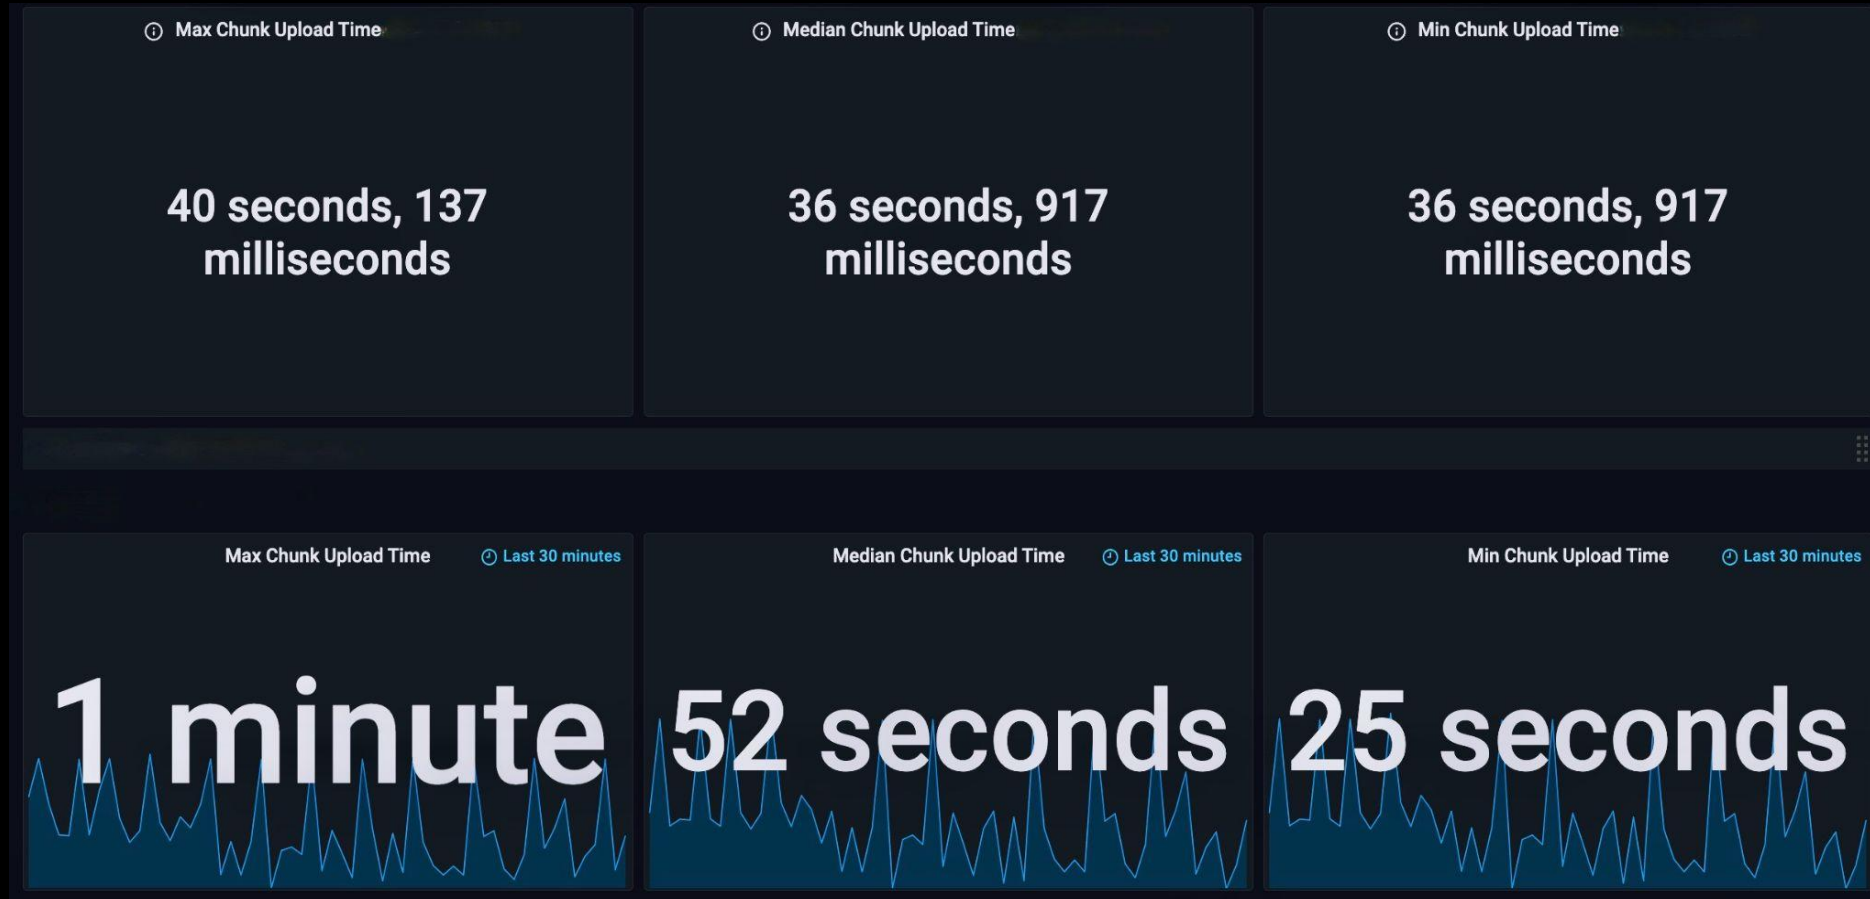 Max Chunk Upload Time
Median Chunk Upload Time
Min Chunk Upload Time
40 seconds, 137
milliseconds
36 seconds, 917
milliseconds
36 seconds, 917
milliseconds
Max Chunk Upload Time
Last 30 minutes
Median Chunk Upload Time
Last 30 minutes
Min Chunk Upload Time
Last 30 minutes
1 minute
52 seconds
25 seconds